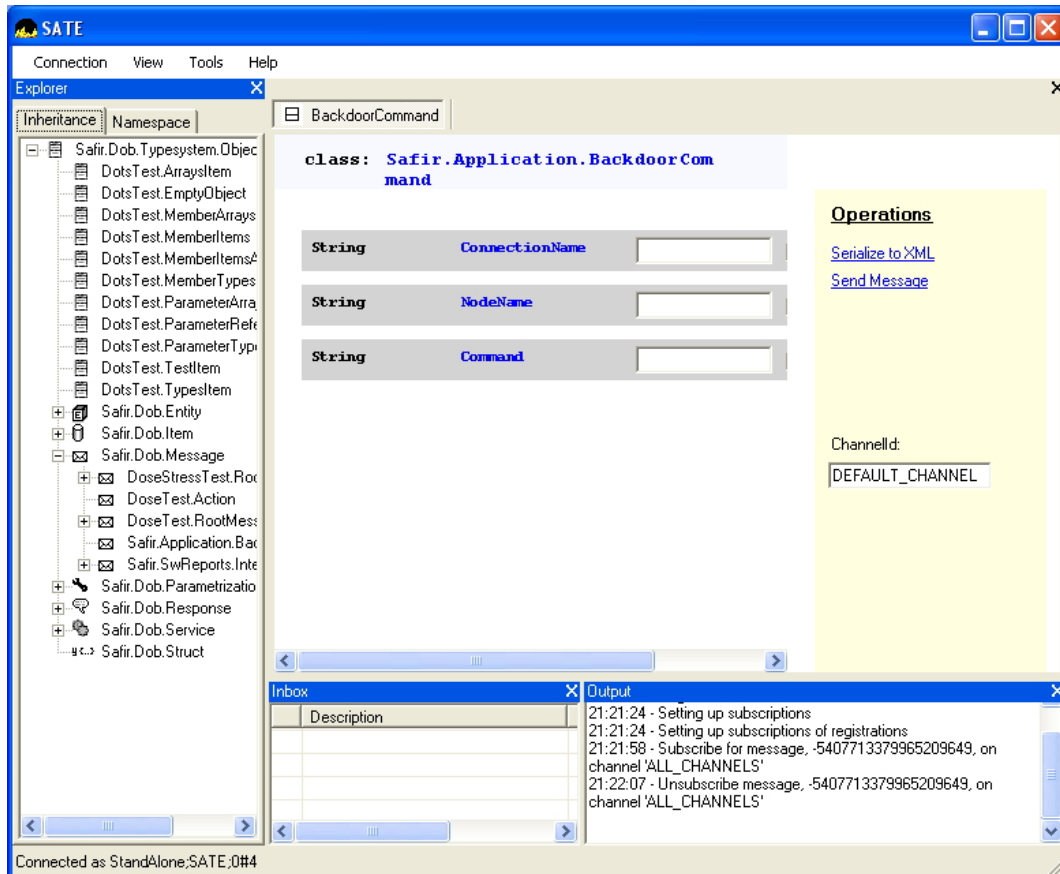 SATE
Connection View Tools Help
Explorer
Inheritance Namespace
Safir.Dob.Typesystem.Objec
DotsTest.ArraysItem
DotsTest.EmptyObject
DotsTest.MemberArrays
DotsTest.MemberItems
DotsTest.MemberItemsA
DotsTest.MemberTypes
DotsTest.ParameterArra
DotsTest.ParameterRefe
DotsTest.ParameterType
DotsTest.TestItem
DotsTest.TypesItem
Safir.Dob.Entity
Safir.Dob.Item
Safir.Dob.Message
DoseStressTest.Roo
DoseTest.Action
DoseTest.RootMess
Safir.Application.Bac
Safir.SwReports.Inte
Safir.Dob.Parametrizatio
Safir.Dob.Response
Safir.Dob.Service
Safir.Dob.Struct
BackdoorCommand
class: Safir.Application.BackdoorCom
mand
String ConnectionName
String NodeName
String Command
Operations
Serialize to XML
Send Message
ChannelId:
DEFAULT_CHANNEL
Inbox
Description
Output
21:21:24 - Setting up subscriptions
21:21:24 - Setting up subscriptions of registrations
21:21:58 - Subscribe for message, -5407713379965209649, on
channel 'ALL_CHANNELS'
21:22:07 - Unsubscribe message, -5407713379965209649, on
channel 'ALL_CHANNELS'
Connected as StandAlone;SATE;0#4